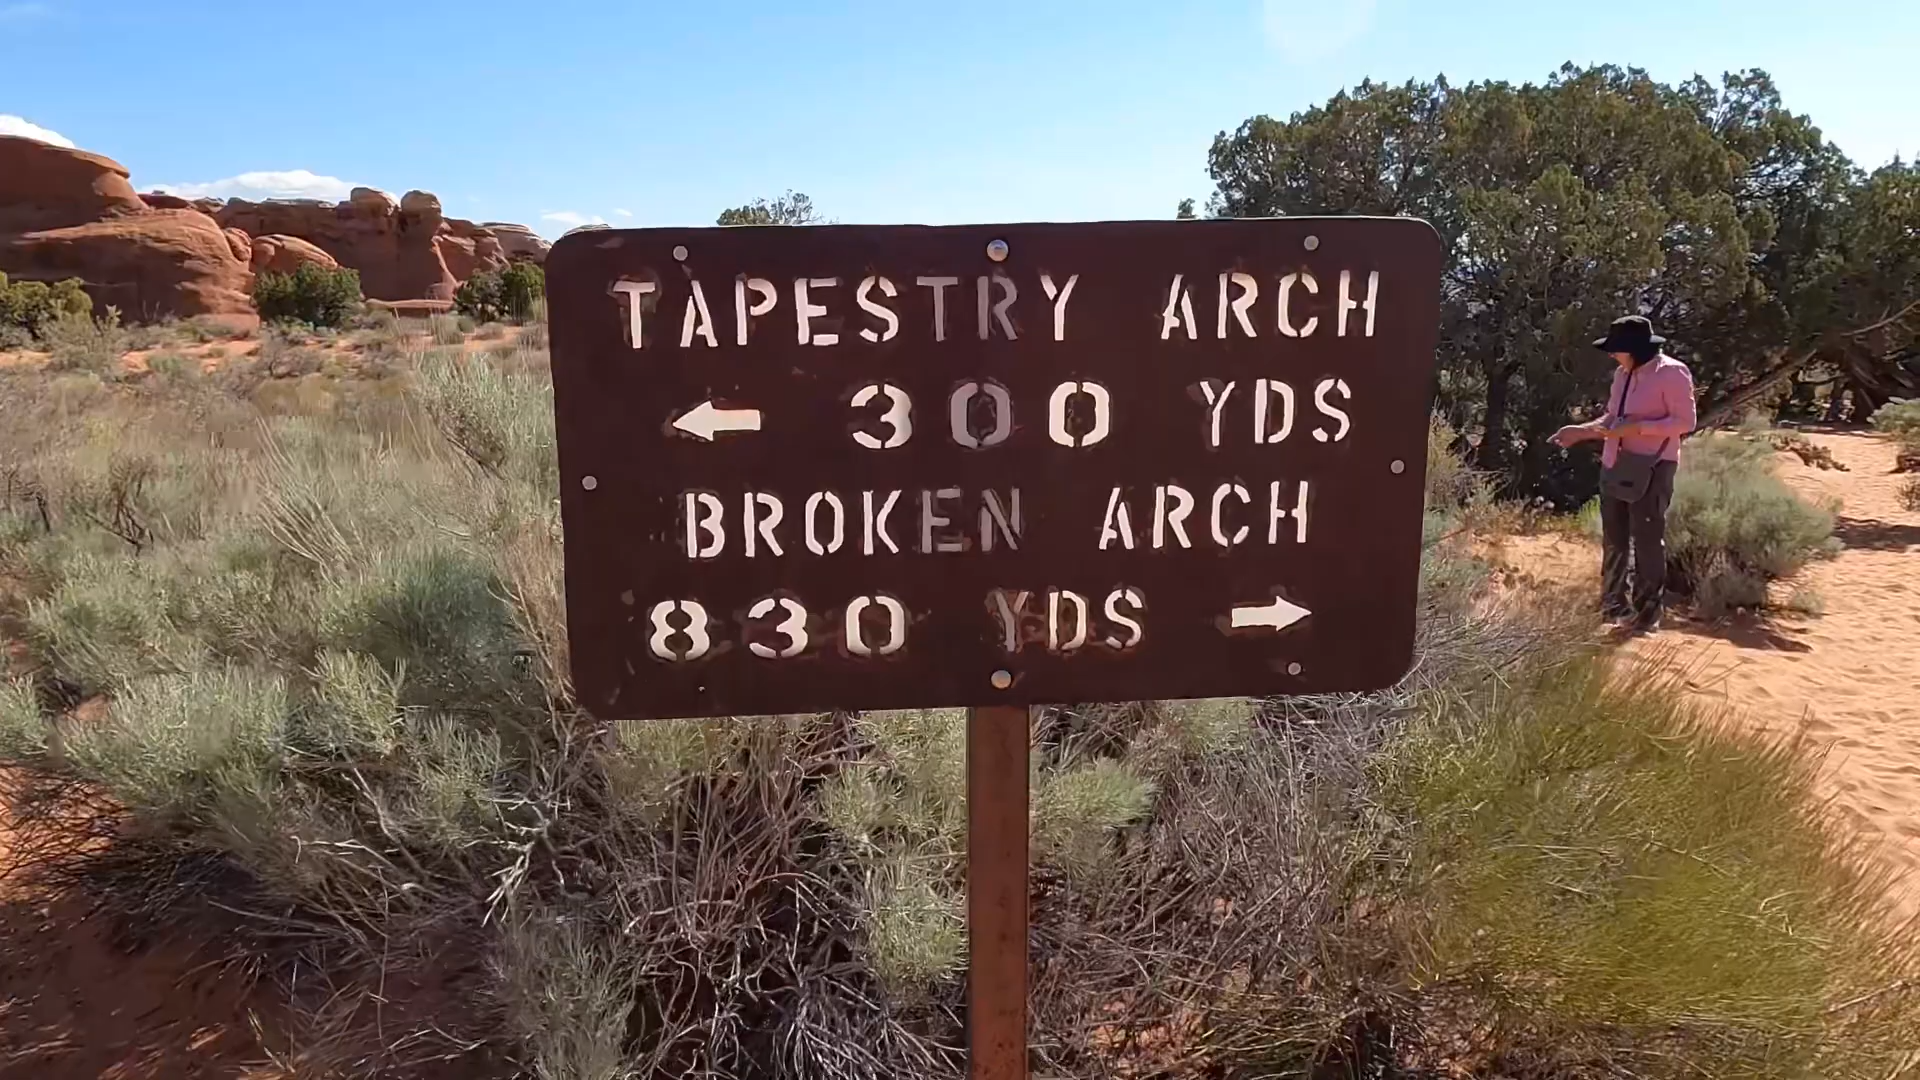 TAPESTRY ARCH
← 300 YDS
BROKEN ARCH
830 YDS →